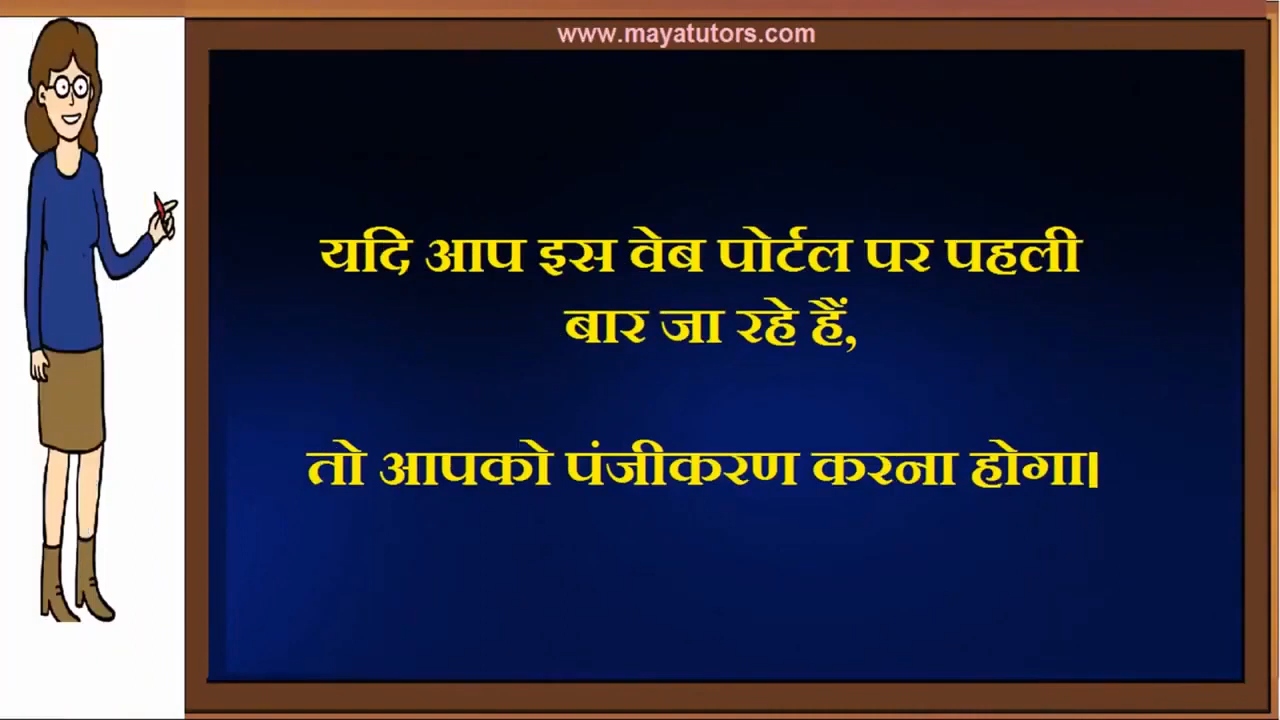 www.mayatutors.com
यदि आप इस वेब पोर्टल पर पहली
बार जा रहे हैं,
तो आपको पंजीकरण करना होगा।